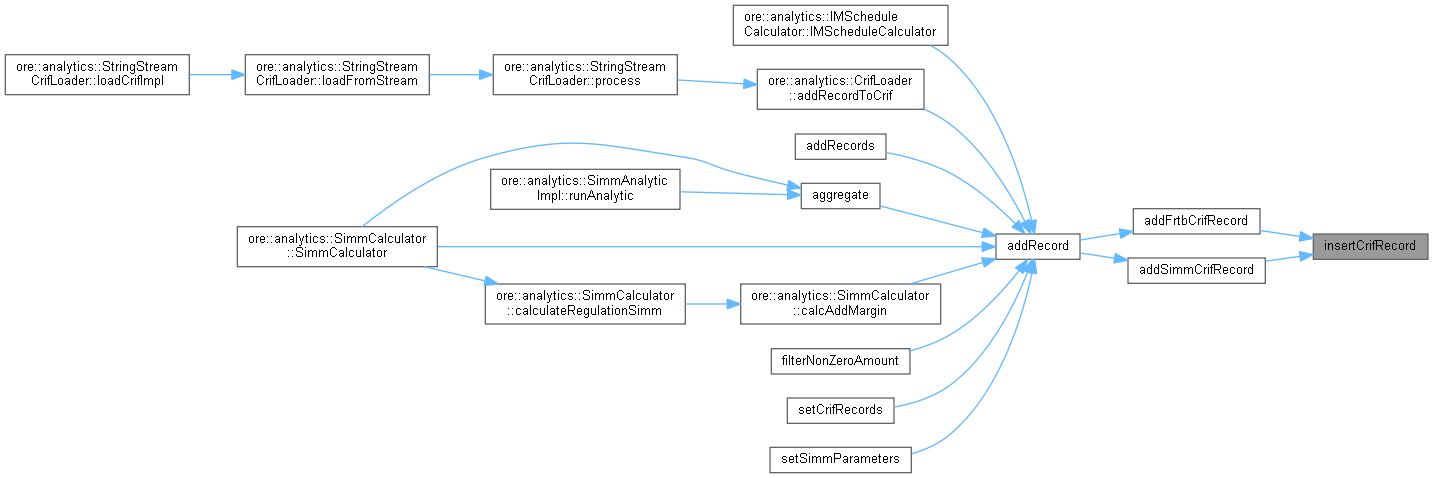 ore::analytics::IMSchedule
Calculator::IMScheduleCalculator
ore::analytics::StringStream
CrifLoader::loadCrifImpl
ore::analytics::StringStream
CrifLoader::loadFromStream
ore::analytics::StringStream
CrifLoader::process
ore::analytics::CrifLoader
::addRecordToCrif
addRecords
ore::analytics::SimmAnalytic
Impl::runAnalytic
aggregate
ore::analytics::SimmCalculator
::SimmCalculator
addRecord
addFrtbCrifRecord
insertCrifRecord
addSimmCrifRecord
ore::analytics::SimmCalculator
::calculateRegulationSimm
ore::analytics::SimmCalculator
::calcAddMargin
filterNonZeroAmount
setCrifRecords
setSimmParameters